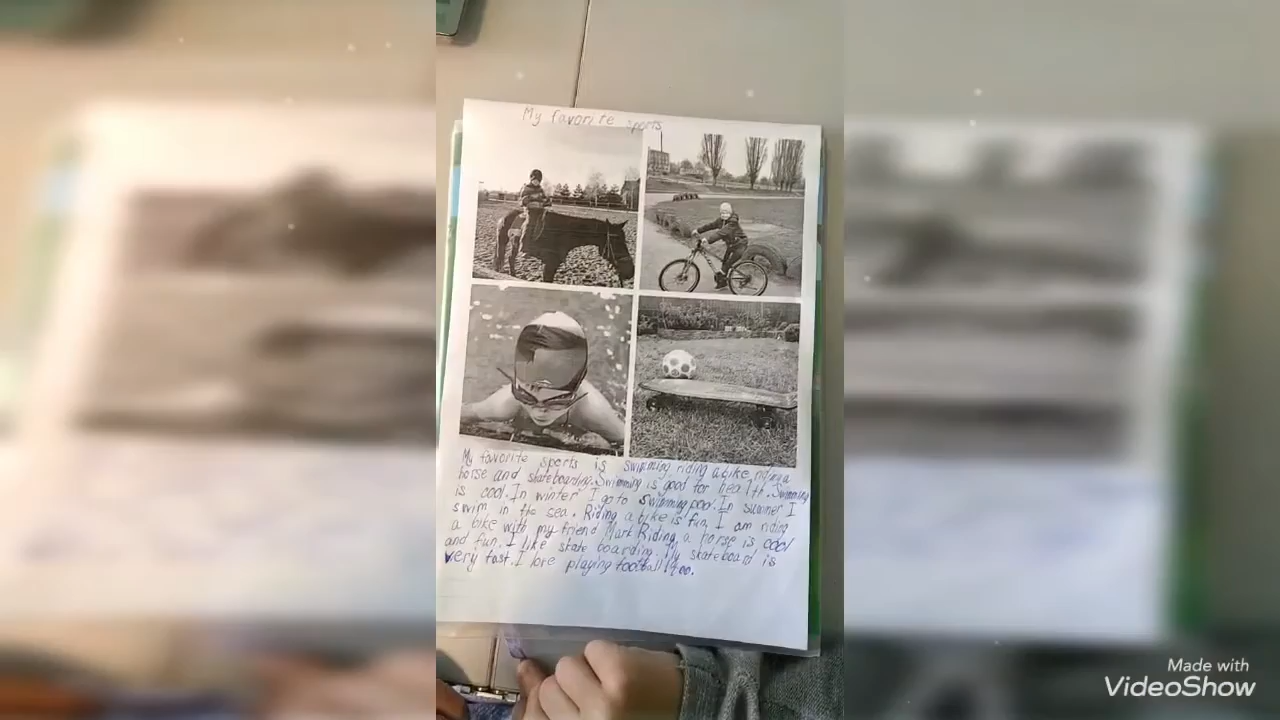 My favorite sports
My favorite sports is swimming riding a bike, riding a
horse and skateboarding. Swimming is good for health. Swimming
is cool. In winter I go to swimming pool. In summer I
swim in the sea. Riding a bike is fun, I am riding
a bike with my friend Mark. Riding a horse is cool
and fun. I like skate boarding. My skateboard is
very fast. I love playing football too.
Made with
VideoShow